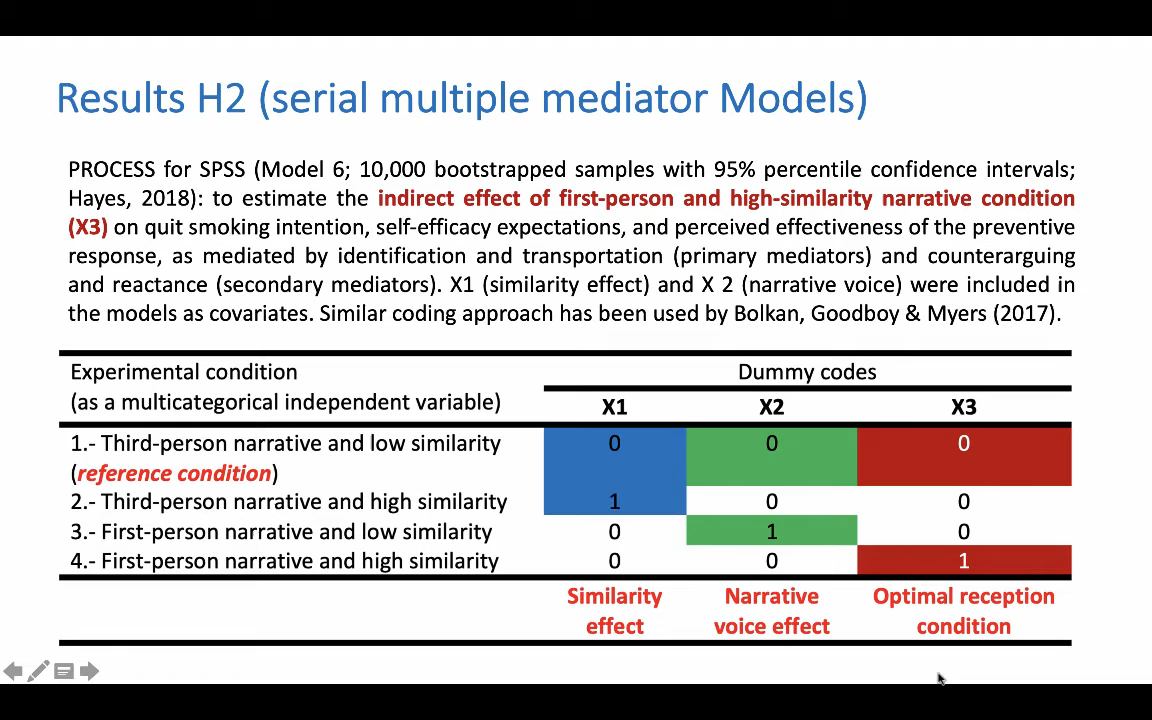 Results H2 (serial multiple mediator Models)
PROCESS for SPSS (Model 6; 10,000 bootstrapped samples with 95% percentile confidence intervals;
Hayes, 2018): to estimate the indirect effect of first-person and high-similarity narrative condition
(X3) on quit smoking intention, self-efficacy expectations, and perceived effectiveness of the preventive
response, as mediated by identification and transportation (primary mediators) and counterarguing
and reactance (secondary mediators). X1 (similarity effect) and X 2 (narrative voice) were included in
the models as covariates. Similar coding approach has been used by Bolkan, Goodboy & Myers (2017).
Experimental condition Dummy codes
(as a multicategorical independent variable) X1 X2 X3
1.- Third-person narrative and low similarity 0 0 0
(reference condition)
2.- Third-person narrative and high similarity 1 0 0
3.- First-person narrative and low similarity 0 1 0
4.- First-person narrative and high similarity 0 0 1
Similarity Narrative Optimal reception
effect voice effect condition